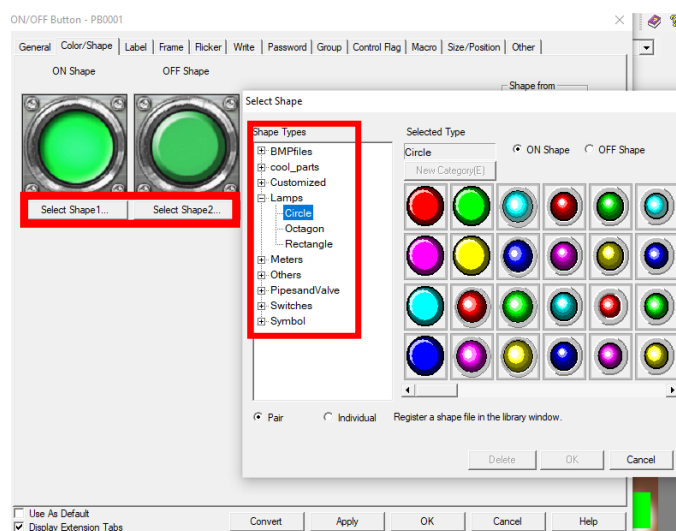 ON/OFF Button - PB0001
General Color/Shape Label Frame Flicker Write Password Group Control Flag Macro Size/Position Other
ON Shape OFF Shape
Shape from
Select Shape1... Select Shape2...
Select Shape
Shape Types
BMPfiles
cool_parts
Customized
Lamps
Circle
Octagon
Rectangle
Meters
Others
PipesandValve
Switches
Symbol
Selected Type
Circle
ON Shape OFF Shape
New Category(E)
Pair Individual Register a shape file in the library window.
Delete OK Cancel
Use As Default
Display Extension Tabs
Convert Apply OK Cancel Help